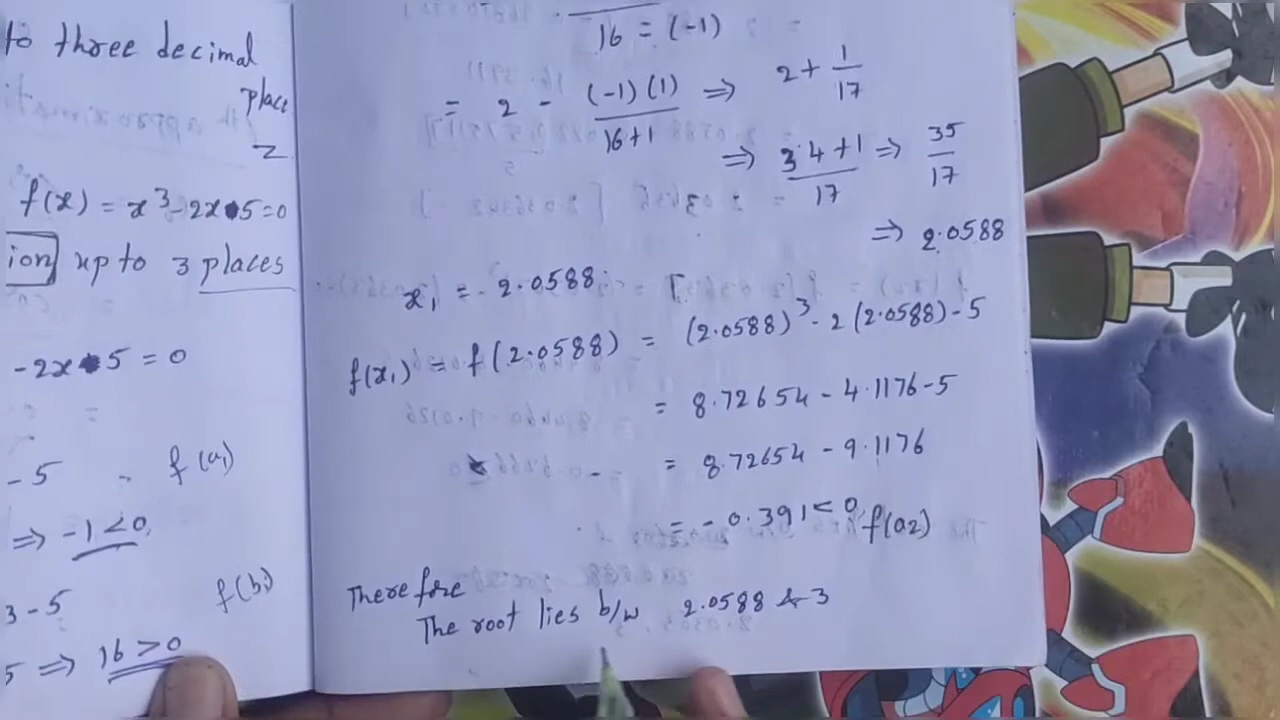 to three decimal
place
f(x) = x³-2x-5=0
ion up to 3 places
-2x-5 = 0
-5 f(a₁)
⇒ -1<0,
f(b₁)
3-5
5 ⇒ 16>0
16 = (-1)
= 2 - (-1)(1) / 16+1 ⇒ 2 + 1/17
⇒ 34+1 / 17 ⇒ 35/17
⇒ 2.0588
x₁ = 2.0588
f(x₁) = f(2.0588) = (2.0588)³ - 2(2.0588) - 5
= 8.72654 - 4.1176 - 5
= 8.72654 - 9.1176
= -0.391<0 f(a2)
Therefore
The root lies b/w 2.0588 & 3